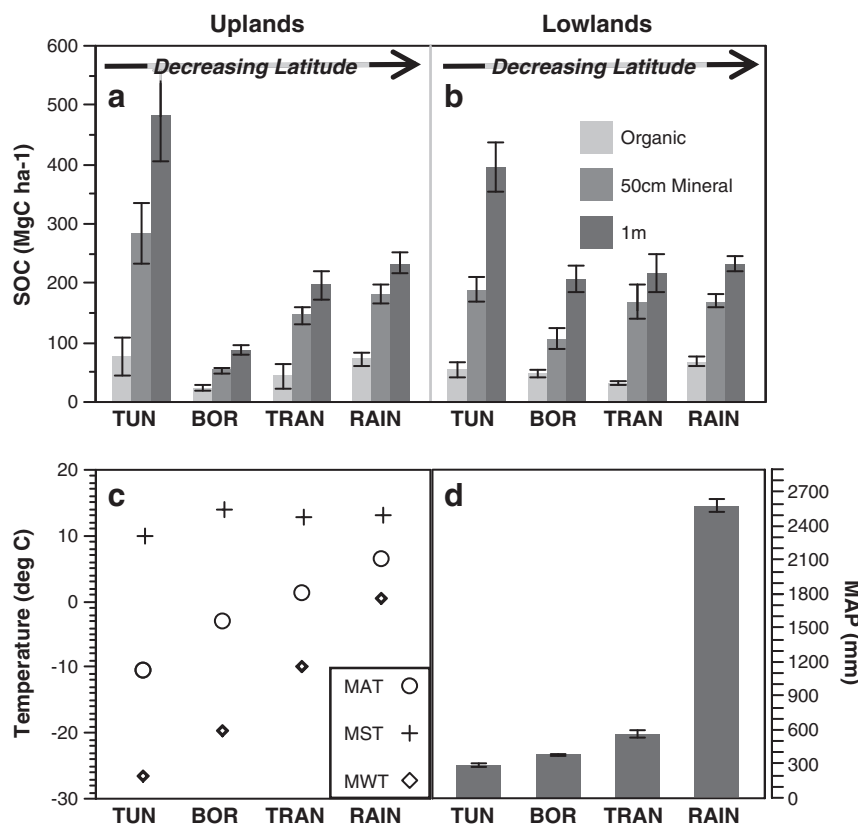 Uplands
Lowlands
600
500
400
300
200
100
0
SOC (MgC ha-1)
Decreasing Latitude
a
TUN
BOR
TRAN
RAIN
Decreasing Latitude
b
Organic
50cm Mineral
1m
TUN
BOR
TRAN
RAIN
20
10
0
-10
-20
-30
Temperature (deg C)
c
MAT
MST
MWT
TUN
BOR
TRAN
RAIN
d
2700
2400
2100
1800
1500
1200
900
600
300
0
MAP
(mm)
TUN
BOR
TRAN
RAIN